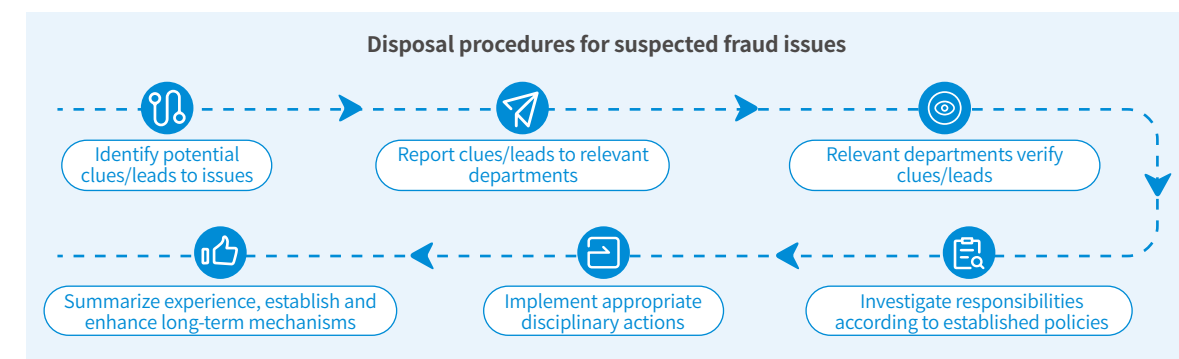 Disposal procedures for suspected fraud issues
Identify potential
clues/leads to issues
Report clues/leads to relevant
departments
Relevant departments verify
clues/leads
Investigate responsibilities
according to established policies
Implement appropriate
disciplinary actions
Summarize experience, establish and
enhance long-term mechanisms